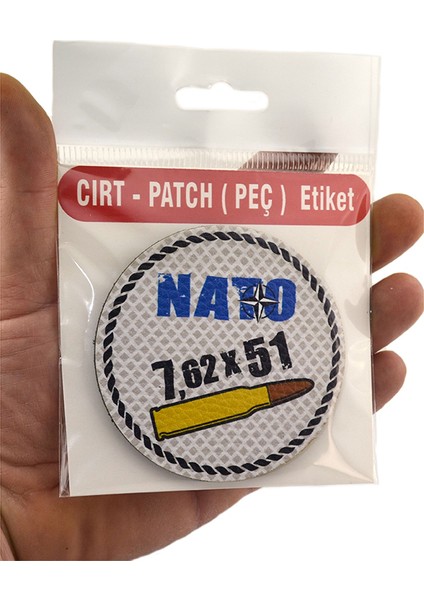 CIRT - PATCH ( PEÇ ) Etiket
NATO
7,62 x 51